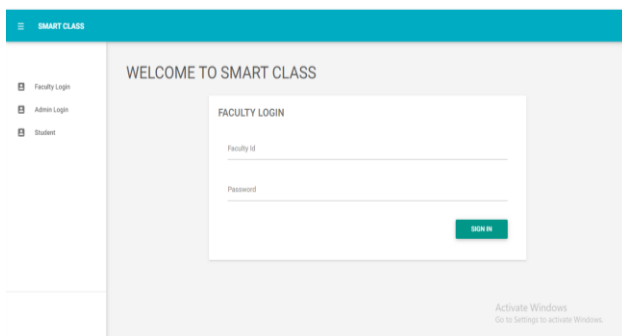 SMART CLASS
Faculty Login
Admin Login
Student
WELCOME TO SMART CLASS
FACULTY LOGIN
Faculty Id
Password
SIGN IN
Activate Windows
Go to Settings to activate Windows.